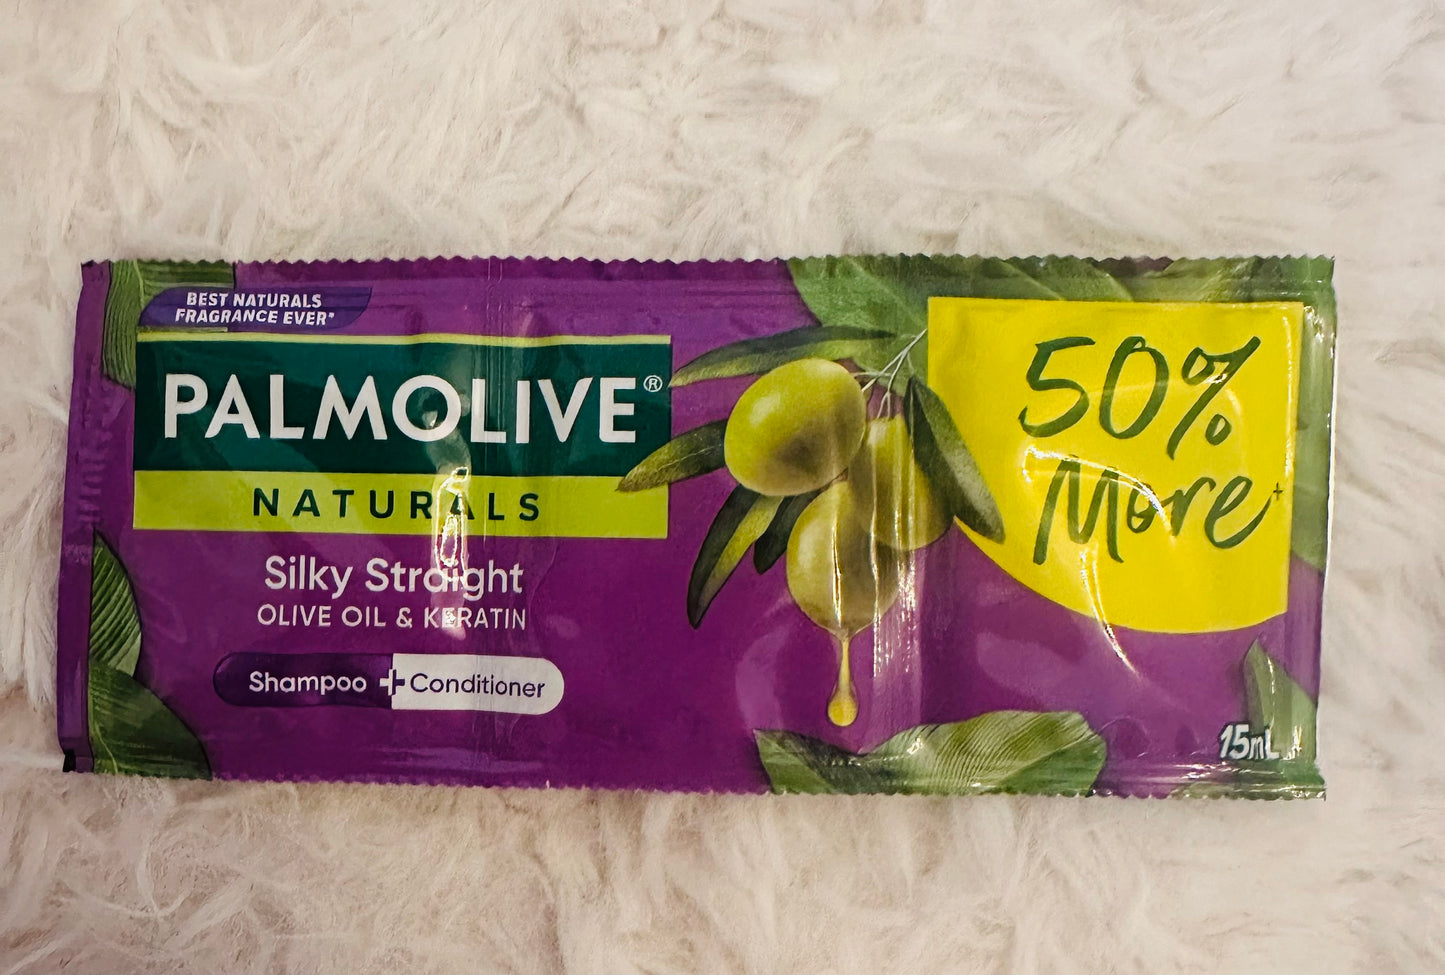 BEST NATURALS
FRAGRANCE EVER*
PALMOLIVE®
NATURALS
Silky Straight
OLIVE OIL & KERATIN
Shampoo + Conditioner
50%
More+
15mL